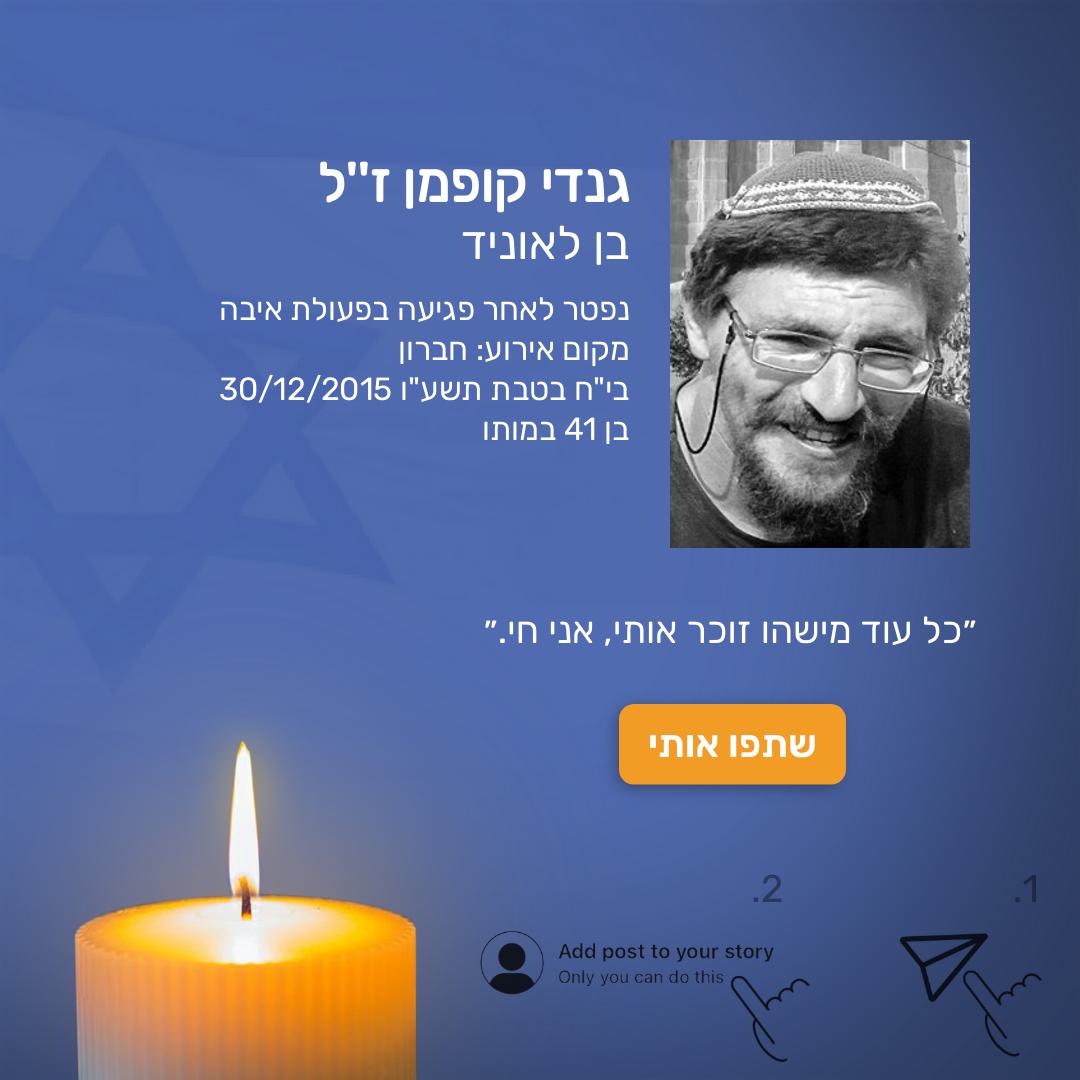 גנדי קופמן ז"ל
בן לאוניד
נפטר לאחר פגיעה בפעולת איבה
מקום אירוע: חברון
בי"ח בטבת תשע"ו 30/12/2015
בן 41 במותו
״כל עוד מישהו זוכר אותי, אני חי.״
שתפו אותי
1.
2.
Add post to your story
Only you can do this